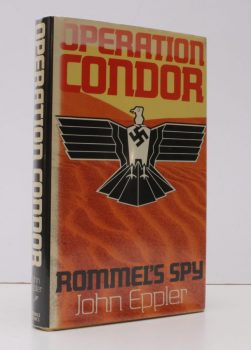 OPERATION
CONDOR
ROMMEL'S SPY
John Eppler
OPERATION CONDOR